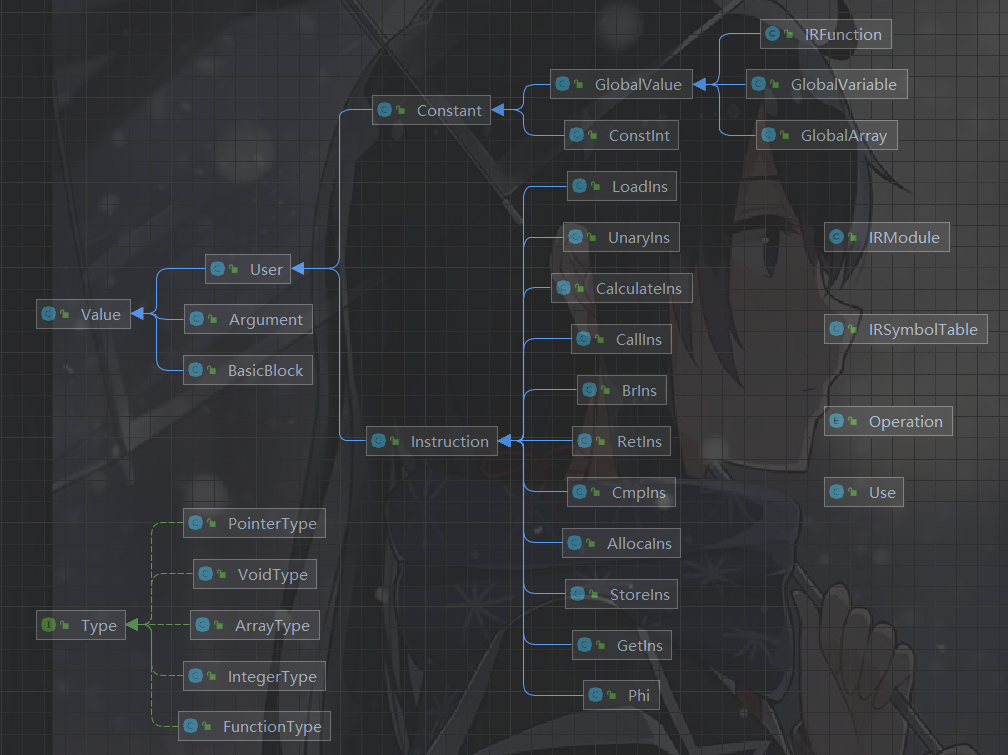 IRFunction
GlobalValue
GlobalVariable
Constant
ConstInt
GlobalArray
LoadIns
UnaryIns
IRModule
User
CalculateIns
Value
Argument
CallIns
IRSymbolTable
BasicBlock
BrIns
Operation
Instruction
RetIns
CmpIns
Use
PointerType
AllocaIns
VoidType
StoreIns
Type
ArrayType
GetIns
IntegerType
Phi
FunctionType